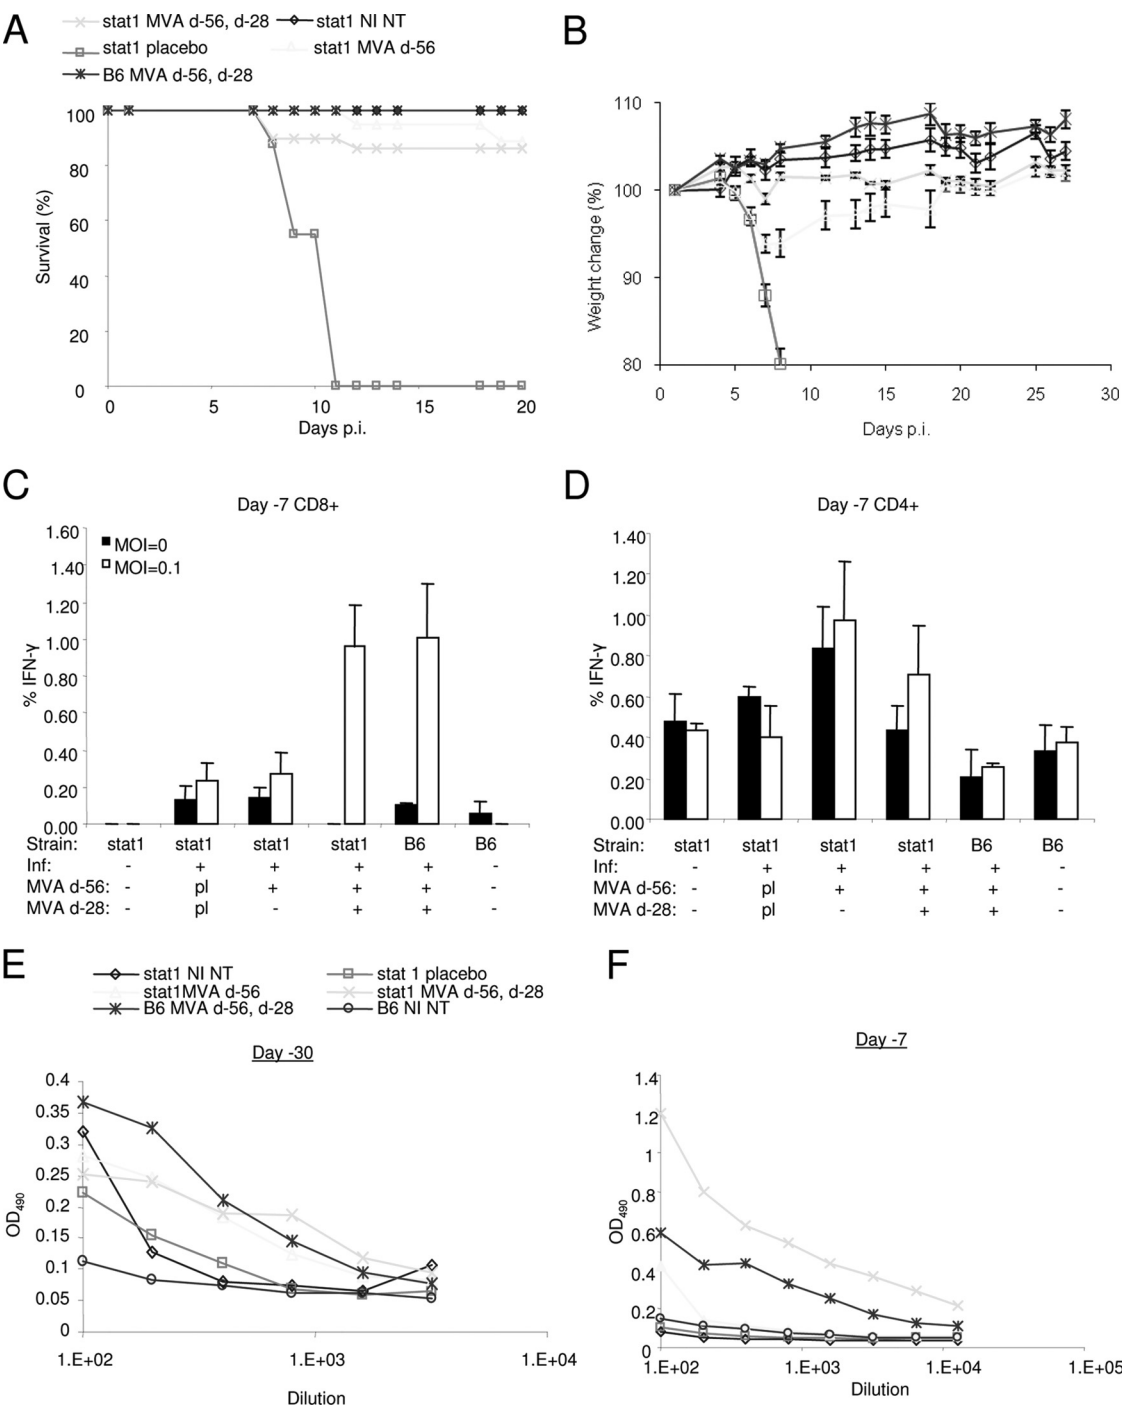 A
stat1 MVA d-56, d-28
stat1 NI NT
stat1 placebo
stat1 MVA d-56
B6 MVA d-56, d-28
100
80
60
40
20
0
Survival (%)
0 5 10 15 20
Days p.i.
B
110
100
90
80
Weight change (%)
0 5 10 15 20 25 30
Days p.i.
C
Day -7 CD8+
MOI=0
MOI=0.1
1.60
1.40
1.20
1.00
0.80
0.60
0.40
0.20
0.00
% IFN-γ
Strain: stat1 stat1 stat1 stat1 B6 B6
Inf: - + + + + -
MVA d-56: - pl + + + -
MVA d-28: - pl - + + -
D
Day -7 CD4+
1.40
1.20
1.00
0.80
0.60
0.40
0.20
0.00
% IFN-γ
Strain: stat1 stat1 stat1 stat1 B6 B6
Inf: - + + + + -
MVA d-56: - pl + + + -
MVA d-28: - pl - + + -
E
stat1 NI NT
stat 1 placebo
stat1MVA d-56
stat1 MVA d-56, d-28
B6 MVA d-56, d-28
B6 NI NT
Day -30
0.4
0.35
0.3
0.25
0.2
0.15
0.1
0.05
0
OD490
1.E+02 1.E+03 1.E+04
Dilution
F
Day -7
1.4
1.2
1
0.8
0.6
0.4
0.2
0
OD490
1.E+02 1.E+03 1.E+04 1.E+05
Dilution